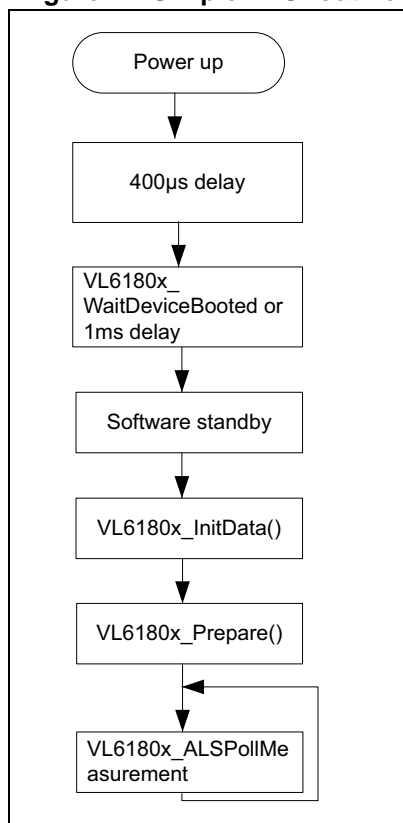 Power up
400µs delay
VL6180x_
WaitDeviceBooted or
1ms delay
Software standby
VL6180x_InitData()
VL6180x_Prepare()
VL6180x_ALSPollMe
asurement